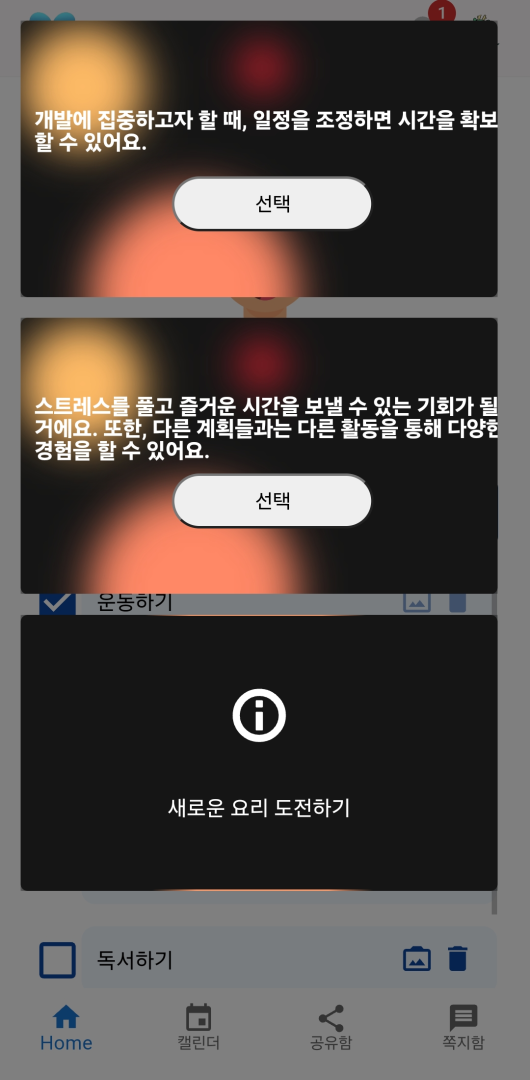 1
개발에 집중하고자 할 때, 일정을 조정하면 시간을 확보
할 수 있어요.
선택
스트레스를 풀고 즐거운 시간을 보낼 수 있는 기회가 될
거에요. 또한, 다른 계획들과는 다른 활동을 통해 다양한
경험을 할 수 있어요.
선택
운동하기
새로운 요리 도전하기
독서하기
Home
캘린더
공유함
쪽지함